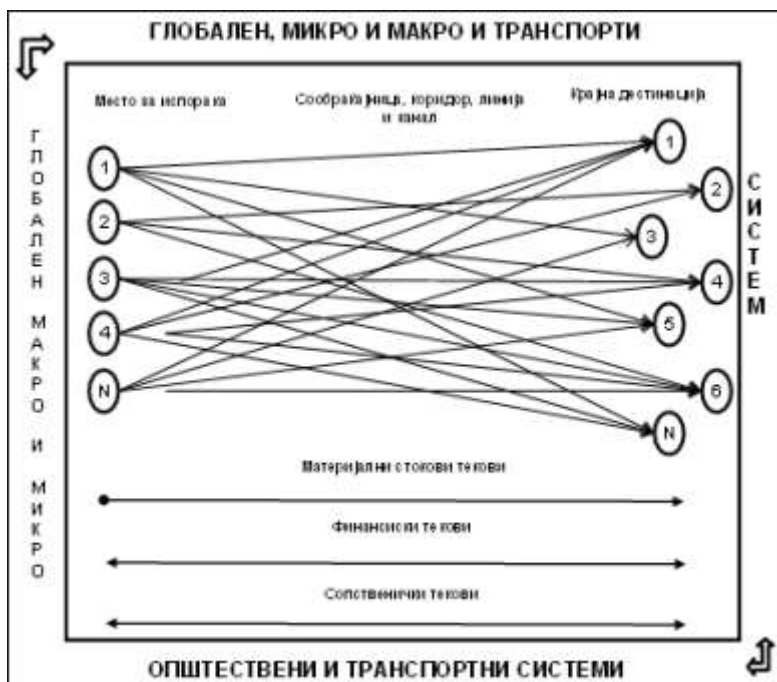 ГЛОБАЛЕН, МИКРО И МАКРО И ТРАНСПОРТИ
Место за испорака
Сообраќајница, коридор, линија
и канал
Крајна дестинација
ГЛОБАЛЕН МАКРО И МИКРО
1
2
3
4
N
1
2
3
4
5
6
N
СИСТЕМ
Материјални стокови текови
Финансиски текови
Сопственички текови
ОПШТЕСТВЕНИ И ТРАНСПОРТНИ СИСТЕМИ